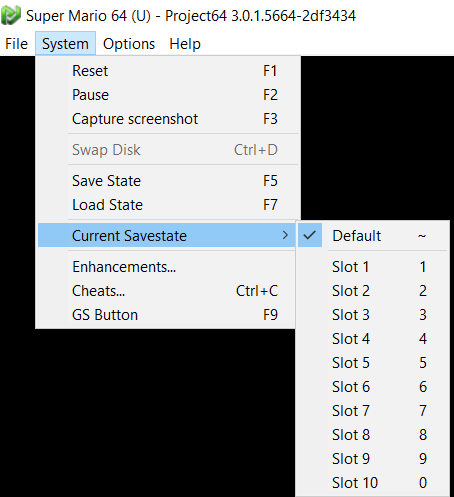 Super Mario 64 (U) - Project64 3.0.1.5664-2df3434
File System Options Help
Reset F1
Pause F2
Capture screenshot F3
Swap Disk Ctrl+D
Save State F5
Load State F7
Current Savestate >
Default ~
Enhancements...
Slot 1 1
Cheats... Ctrl+C
Slot 2 2
GS Button F9
Slot 3 3
Slot 4 4
Slot 5 5
Slot 6 6
Slot 7 7
Slot 8 8
Slot 9 9
Slot 10 0